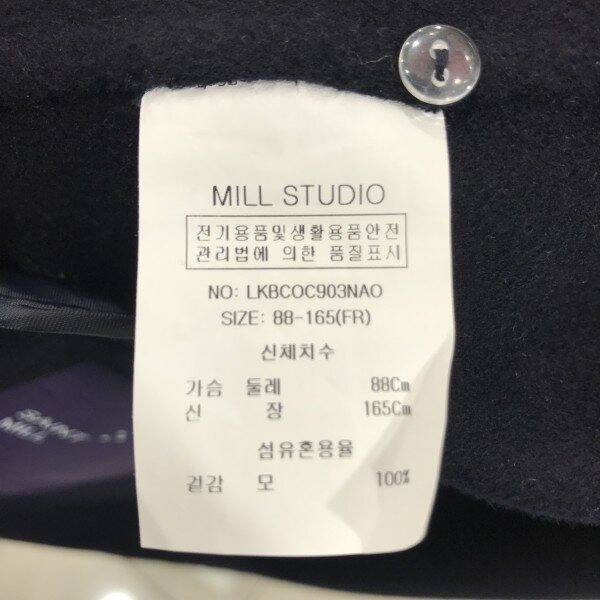 MILL STUDIO
전기용품및생활용품안전
관리법에 의한 품질표시
NO: LKBCOC903NAO
SIZE: 88-165(FR)
신체치수
가슴 둘레 88Cm
신 장 165Cm
섬유혼용율
겉감 모 100%
SAINT
MILL